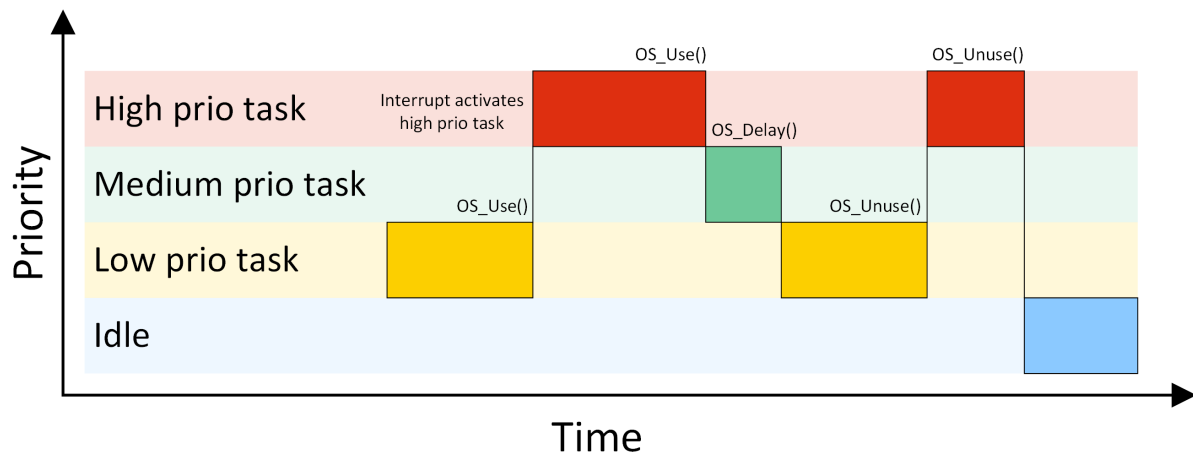 OS_Use()
OS_Unuse()
High prio task
Interrupt activates
high prio task
OS_Delay()
Medium prio task
OS_Use()
OS_Unuse()
Low prio task
Idle
Priority
Time